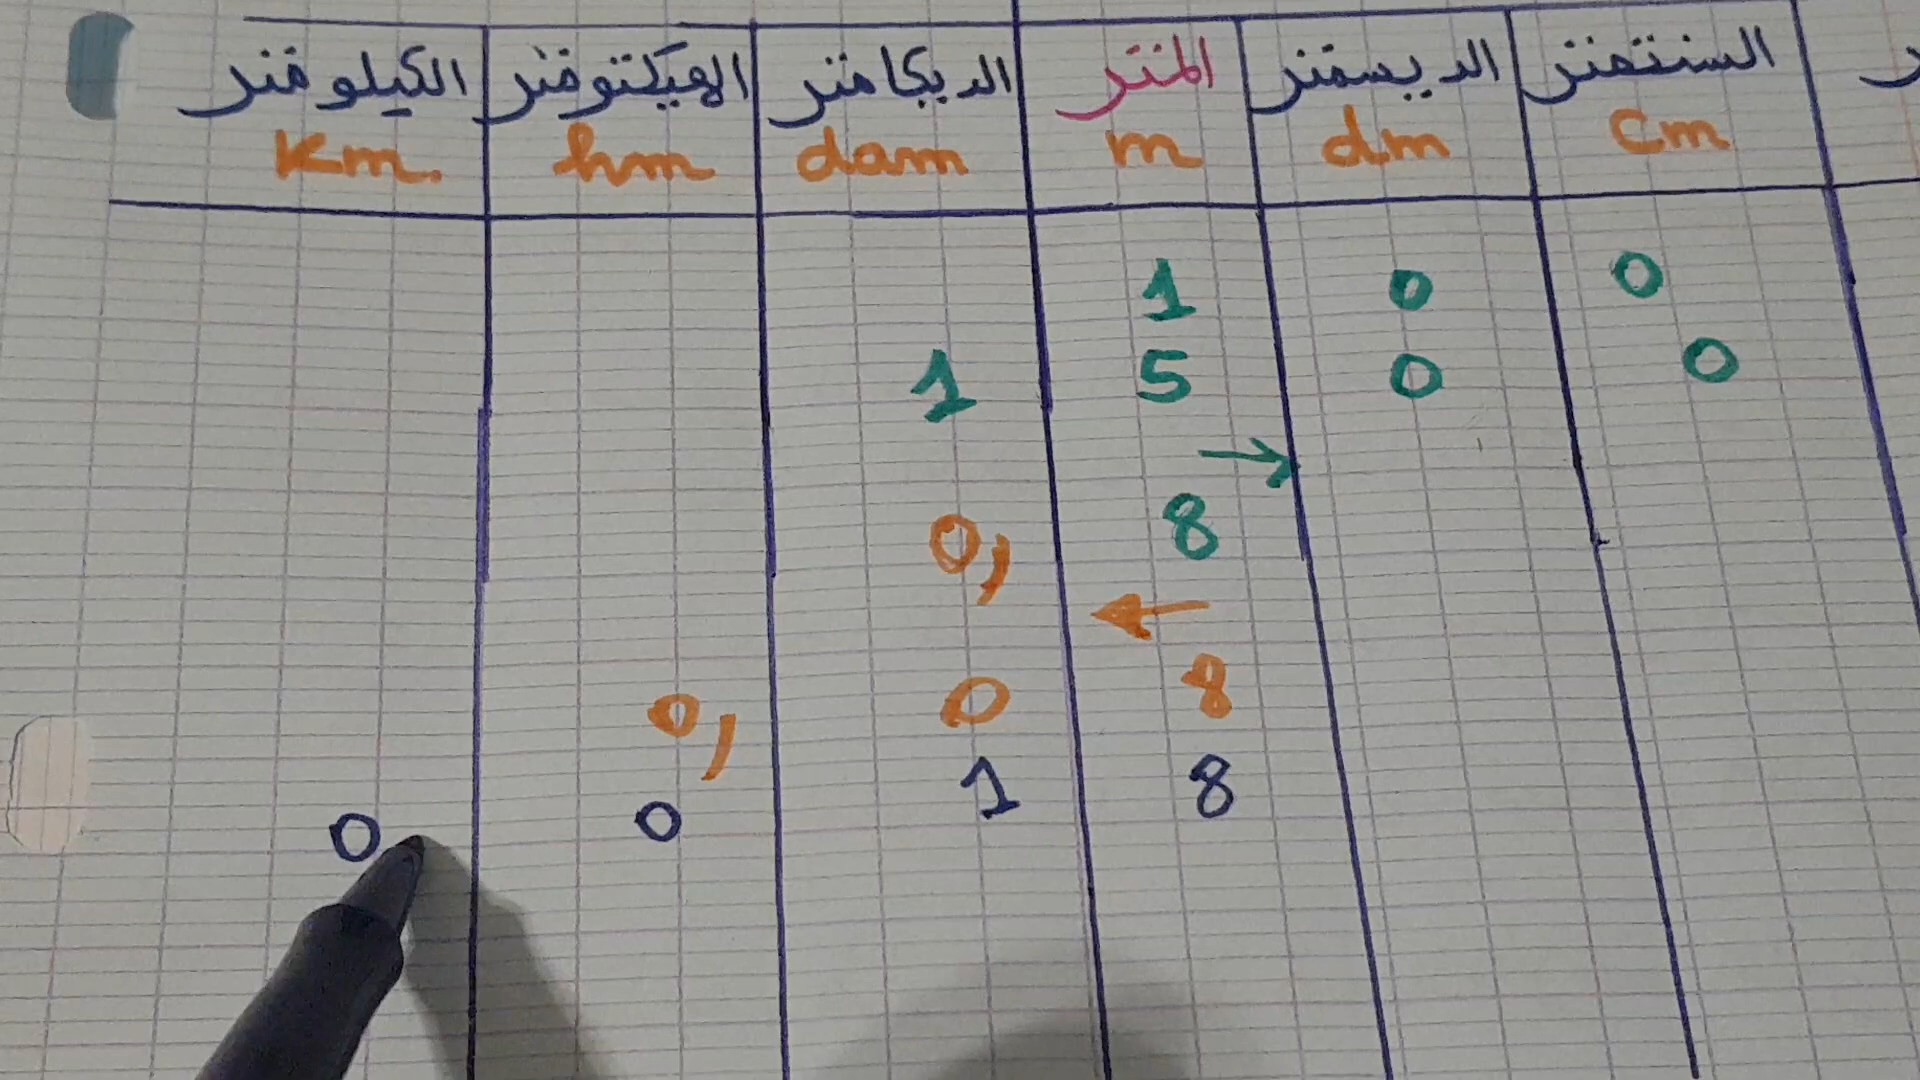 الكيلومتر الهيكتومتر الديكامتر المتر الديسمتر السنتمتر
Km. hm dam m dm cm
1 0 0
1 5 0 0
→
0, 8
←
0, 0 8
0 0 1 8